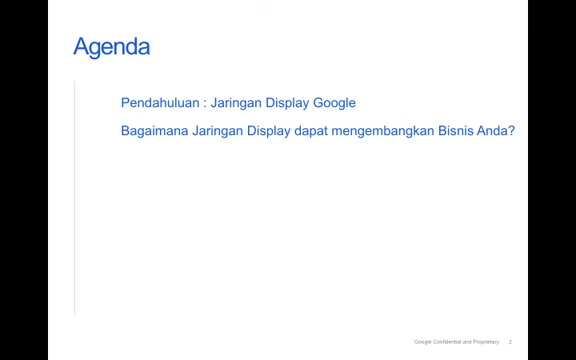 Agenda
Pendahuluan : Jaringan Display Google
Bagaimana Jaringan Display dapat mengembangkan Bisnis Anda?
Google Confidential and Proprietary 2